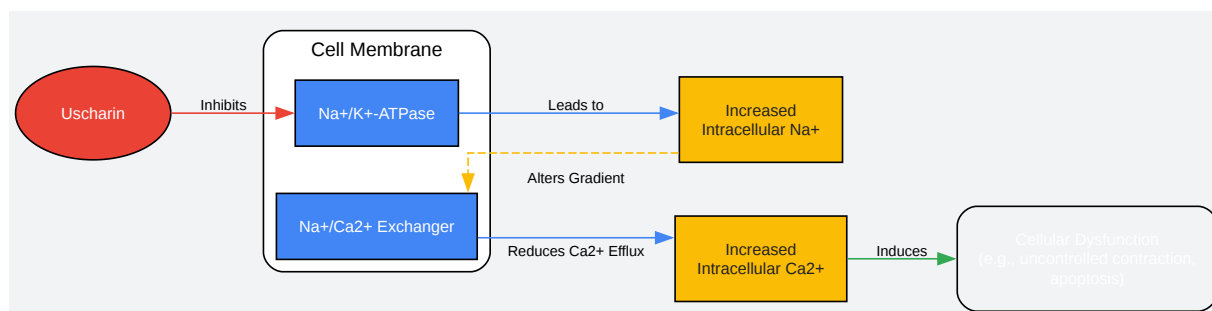 Cell Membrane
Uscharin
Inhibits
Na+/K+-ATPase
Leads to
Increased
Intracellular Na+
Alters Gradient
Na+/Ca2+ Exchanger
Reduces Ca2+ Efflux
Increased
Intracellular Ca2+
Induces
Cellular Dysfunction
(e.g., uncontrolled contraction,
apoptosis)